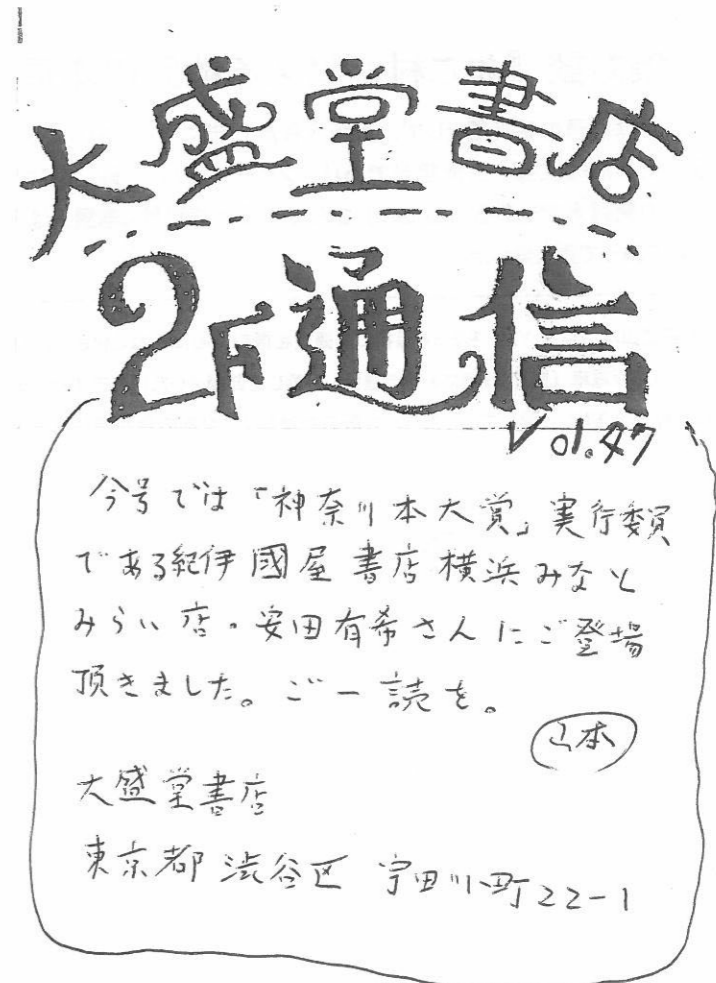 大盛堂書店
2F通信
Vol.47
今号では「神奈川本大賞」実行委員
である紀伊國屋書店横浜みなと
みらい店・安田有希さんにご登場
頂きました。ご一読を。
山本
大盛堂書店
東京都渋谷区宇田川町22-1